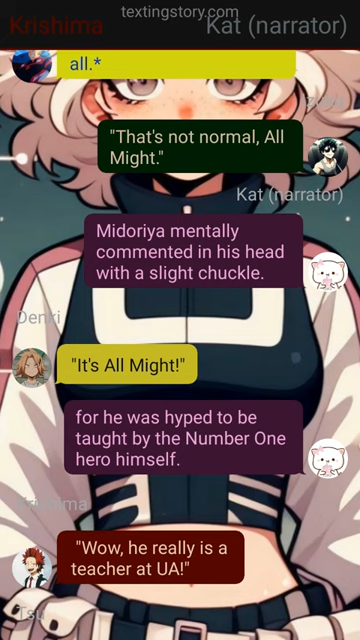 textingstory.com
Krishima
Kat (narrator)
all.*
"That's not normal, All
Might."
Kat (narrator)
Midoriya mentally
commented in his head
with a slight chuckle.
Denki
"It's All Might!"
for he was hyped to be
taught by the Number One
hero himself.
Krishima
"Wow, he really is a
teacher at UA!"
Tsu